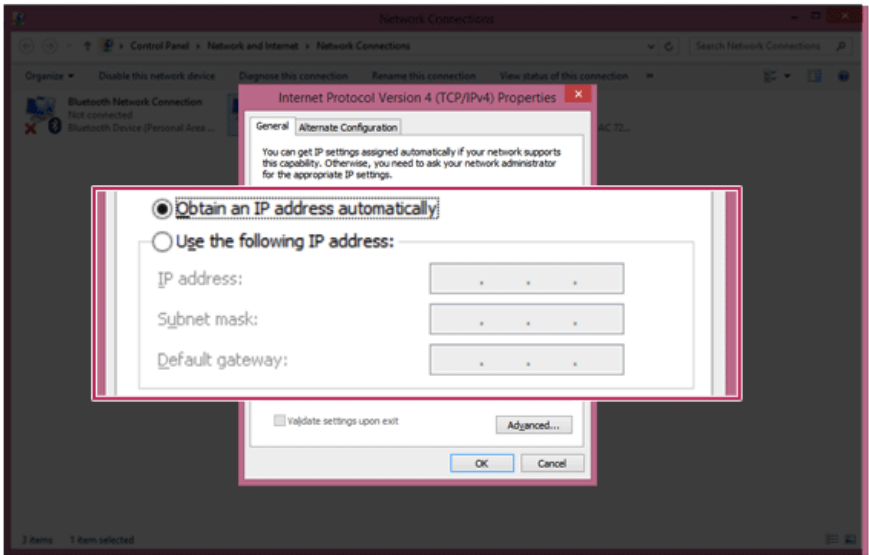 Network Connections
Control Panel Network and Internet Network Connections
Search Network Connections
Organize Disable this network device Diagnose this connection Rename this connection View status of this connection »
Bluetooth Network Connection
Not connected
Bluetooth Device (Personal Area ...
AC 72...
Internet Protocol Version 4 (TCP/IPv4) Properties
General Alternate Configuration
You can get IP settings assigned automatically if your network supports
this capability. Otherwise, you need to ask your network administrator
for the appropriate IP settings.
Obtain an IP address automatically
Use the following IP address:
IP address: . . .
Subnet mask: . . .
Default gateway: . . .
Validate settings upon exit
Advanced...
OK Cancel
3 items 1 item selected